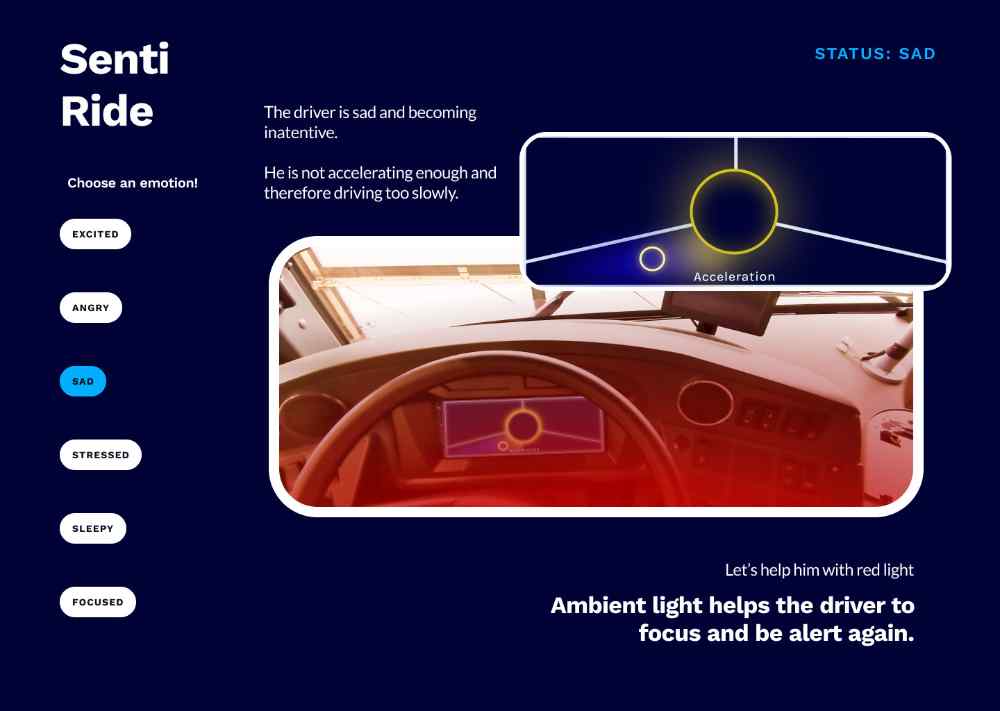 Senti
Ride
STATUS: SAD
The driver is sad and becoming
inatentive.
He is not accelerating enough and
therefore driving too slowly.
Choose an emotion!
EXCITED
ANGRY
SAD
STRESSED
SLEEPY
FOCUSED
Acceleration
Let's help him with red light
Ambient light helps the driver to
focus and be alert again.